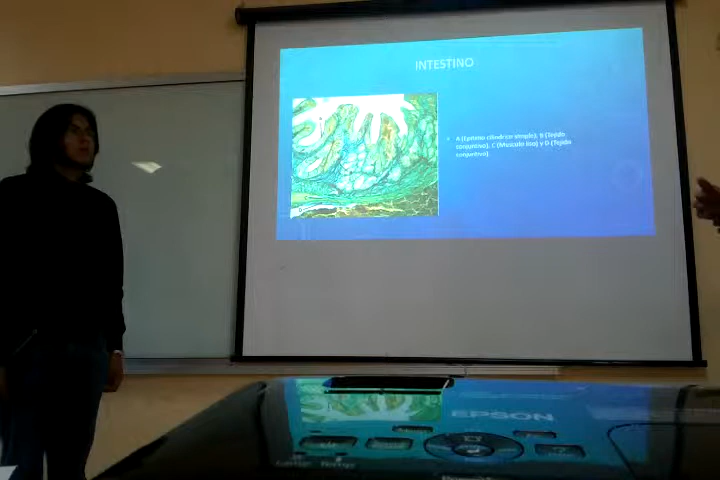 INTESTINO
A (Epitelio cilíndrico simple), B (Tejido
conjuntivo), C (Musculo liso) y D (Tejido
conjuntivo).
EPSON